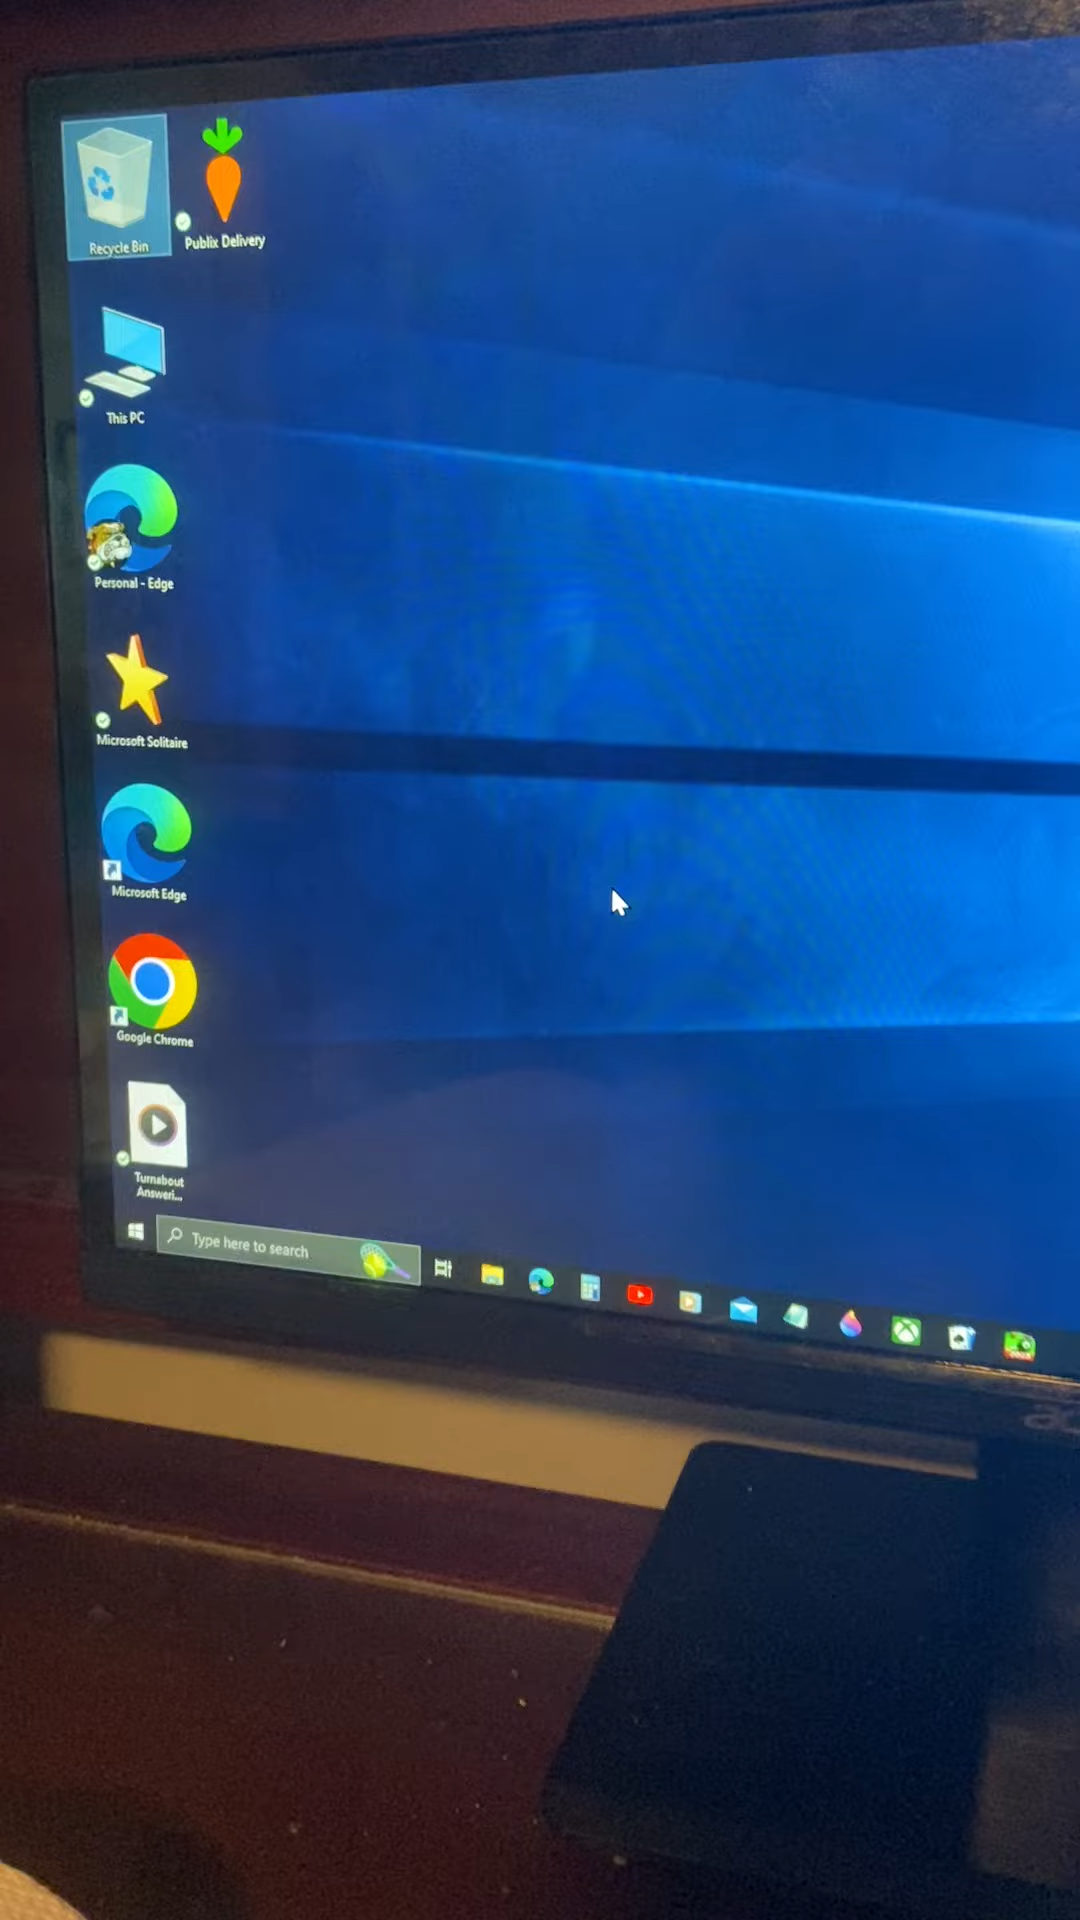 Recycle Bin
Publix Delivery
This PC
Personal - Edge
Microsoft Solitaire
Microsoft Edge
Google Chrome
Turnabout
Answeri...
Type here to search